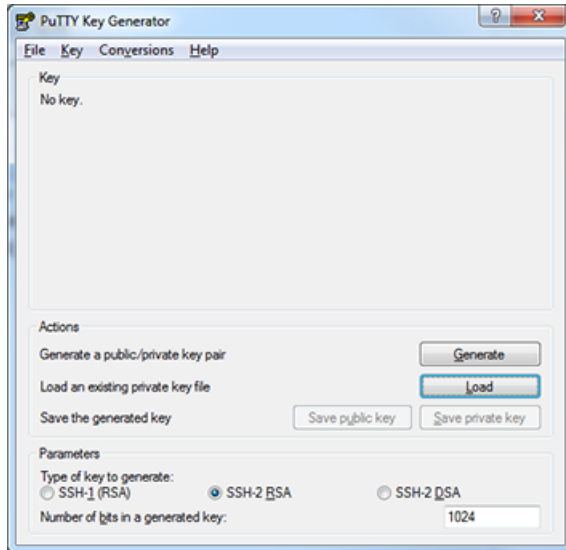 PuTTY Key Generator
File Key Conversions Help
Key
No key.
Actions
Generate a public/private key pair Generate
Load an existing private key file Load
Save the generated key Save public key Save private key
Parameters
Type of key to generate:
SSH-1 (RSA) SSH-2 RSA SSH-2 DSA
Number of bits in a generated key: 1024